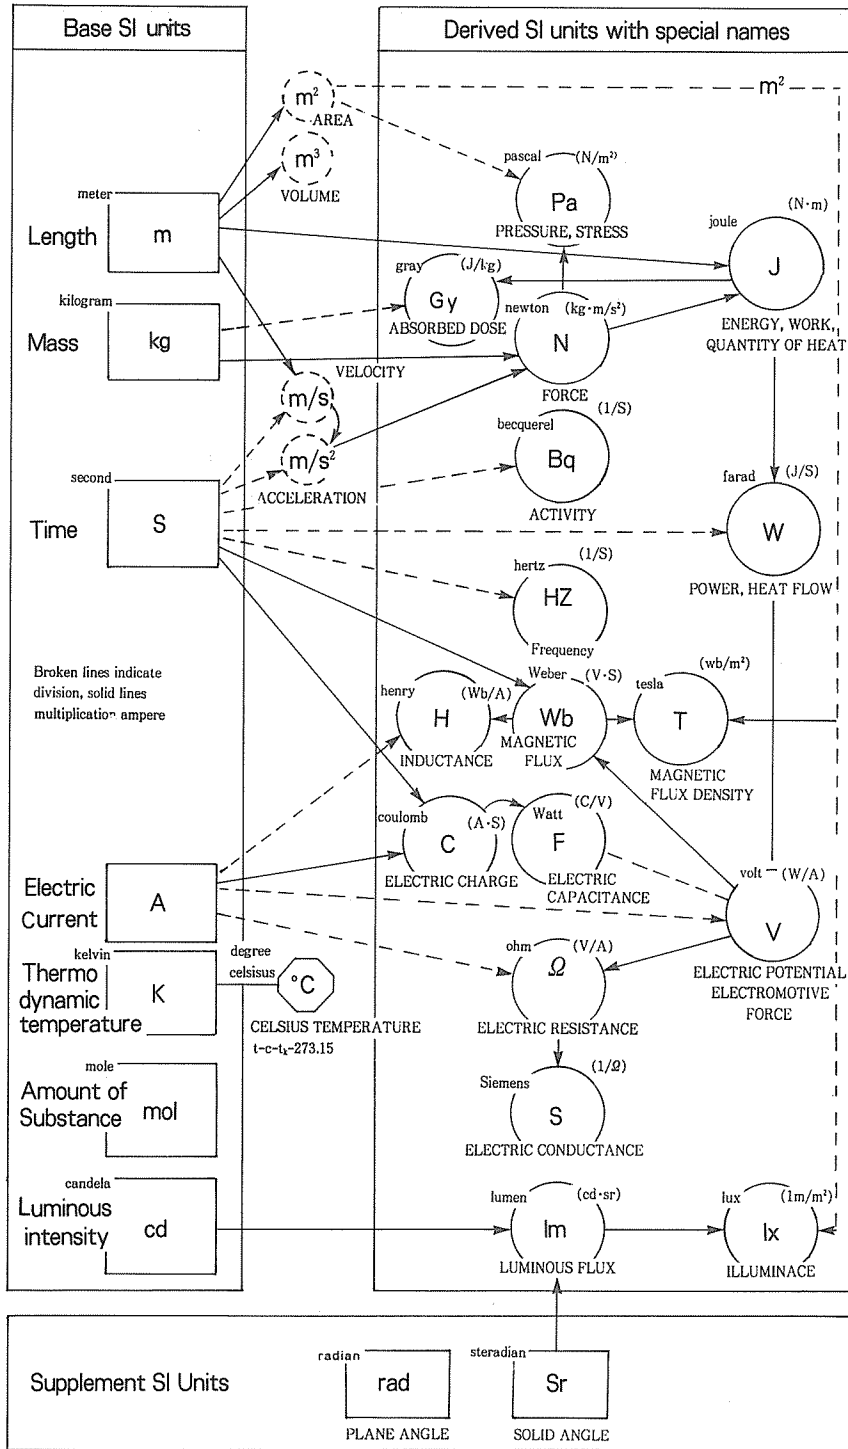 Base SI units
Derived SI units with special names
m²
AREA
m²
m³
VOLUME
pascal
(N/m²)
Pa
PRESSURE, STRESS
meter
Length
m
joule
(N·m)
J
ENERGY, WORK,
QUANTITY OF HEAT
gray
(J/kg)
Gy
ABSORBED DOSE
kilogram
Mass
kg
newton
(kg·m/s²)
N
FORCE
VELOCITY
m/s
m/s²
ACCELERATION
becquerel
(1/S)
Bq
ACTIVITY
second
Time
S
farad
(J/S)
W
POWER, HEAT FLOW
hertz
(1/S)
HZ
Frequency
Broken lines indicate
division, solid lines
multiplication ampere
henry
(Wb/A)
H
INDUCTANCE
Weber
(V·S)
Wb
MAGNETIC
FLUX
tesla
(wb/m²)
T
MAGNETIC
FLUX DENSITY
coulomb
(A·S)
C
ELECTRIC CHARGE
Watt
(C/V)
F
ELECTRIC
CAPACITANCE
Electric
Current
A
volt
(W/A)
V
ELECTRIC POTENTIAL
ELECTROMOTIVE
FORCE
kelvin
Thermo
dynamic
temperature
K
degree
celsisus
°C
CELSIUS TEMPERATURE
t-c-tₖ-273.15
ohm
(V/A)
Ω
ELECTRIC RESISTANCE
mole
Amount of
Substance
mol
Siemens
(1/Ω)
S
ELECTRIC CONDUCTANCE
candela
Luminous
intensity
cd
lumen
(cd·sr)
lm
LUMINOUS FLUX
lux
(1m/m²)
lx
ILLUMINACE
Supplement SI Units
radian
rad
PLANE ANGLE
steradian
Sr
SOLID ANGLE